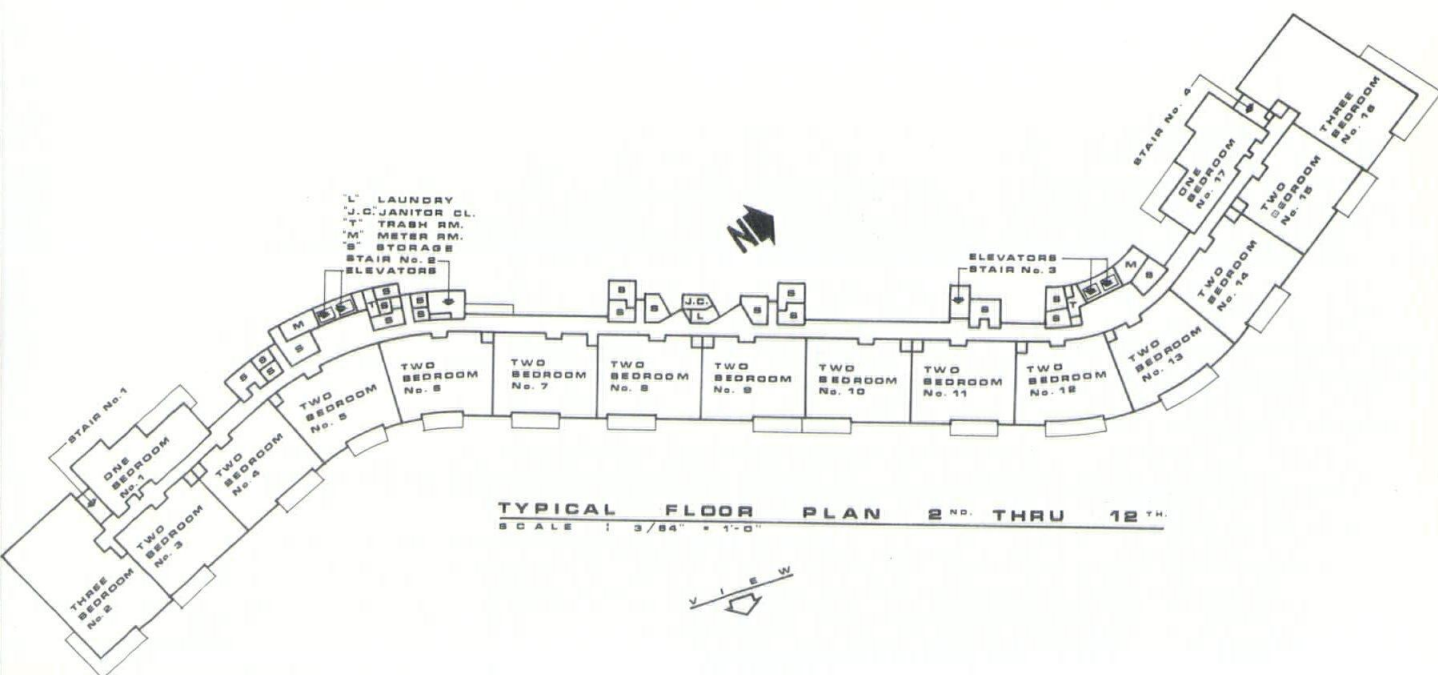 STAIR No. 4
THREE
BEDROOM
No. 16
ONE
BEDROOM
No. 17
TWO
BEDROOM
No. 15
"L" LAUNDRY
"J.C." JANITOR CL.
"T" TRASH RM.
"M" METER RM.
"S" STORAGE
STAIR No. 2
ELEVATORS
N
ELEVATORS
STAIR No. 3
TWO
BEDROOM
No. 14
M
S
T
S
S
S
S
S
S
M
S
S
S
S
S
S
S
J.C.
L
S
S
S
S
S
S
T
M
S
TWO
BEDROOM
No. 13
STAIR No. 1
ONE
BEDROOM
No. 1
THREE
BEDROOM
No. 2
TWO
BEDROOM
No. 3
TWO
BEDROOM
No. 4
TWO
BEDROOM
No. 5
TWO
BEDROOM
No. 6
TWO
BEDROOM
No. 7
TWO
BEDROOM
No. 8
TWO
BEDROOM
No. 9
TWO
BEDROOM
No. 10
TWO
BEDROOM
No. 11
TWO
BEDROOM
No. 12
TYPICAL FLOOR PLAN 2ND. THRU 12TH.
SCALE : 3/64" = 1'-0"
VIEW